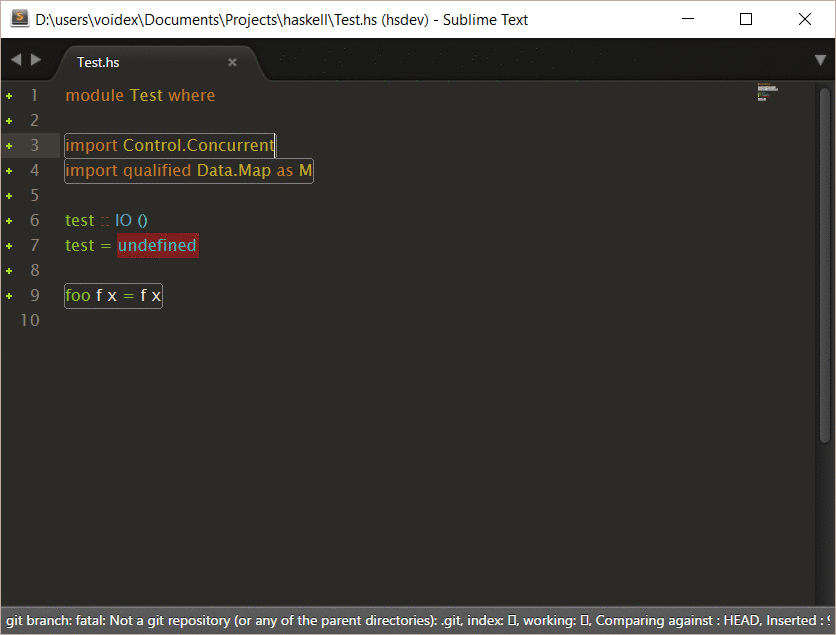 D:\users\voidex\Documents\Projects\haskell\Test.hs (hsdev) - Sublime Text
Test.hs
1 module Test where
2
3 import Control.Concurrent
4 import qualified Data.Map as M
5
6 test :: IO ()
7 test = undefined
8
9 foo f x = f x
10
git branch: fatal: Not a git repository (or any of the parent directories): .git, index: ▯, working: ▯, Comparing against : HEAD, Inserted :